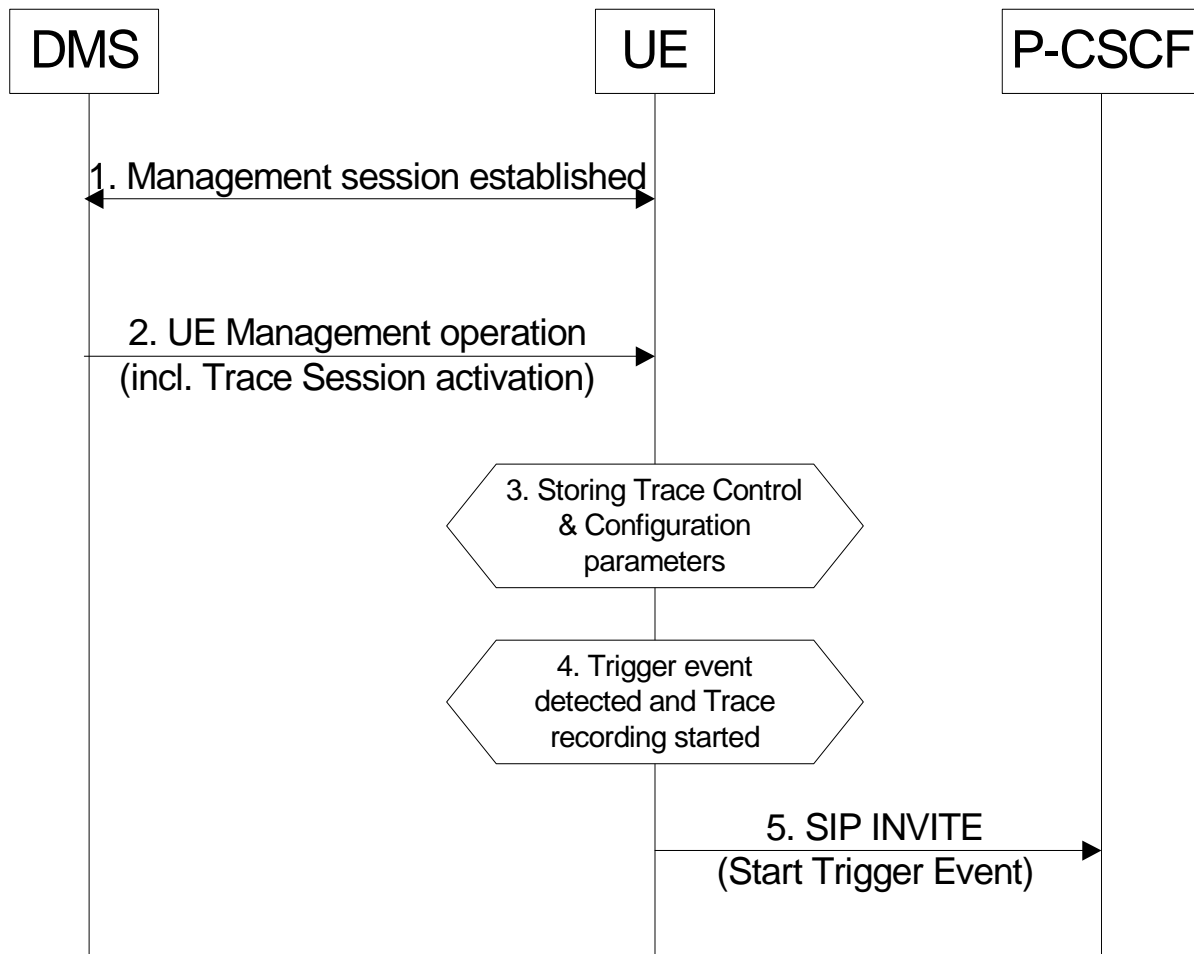 DMS
UE
P-CSCF
1. Management session established
2. UE Management operation
(incl. Trace Session activation)
3. Storing Trace Control
& Configuration
parameters
4. Trigger event
detected and Trace
recording started
5. SIP INVITE
(Start Trigger Event)